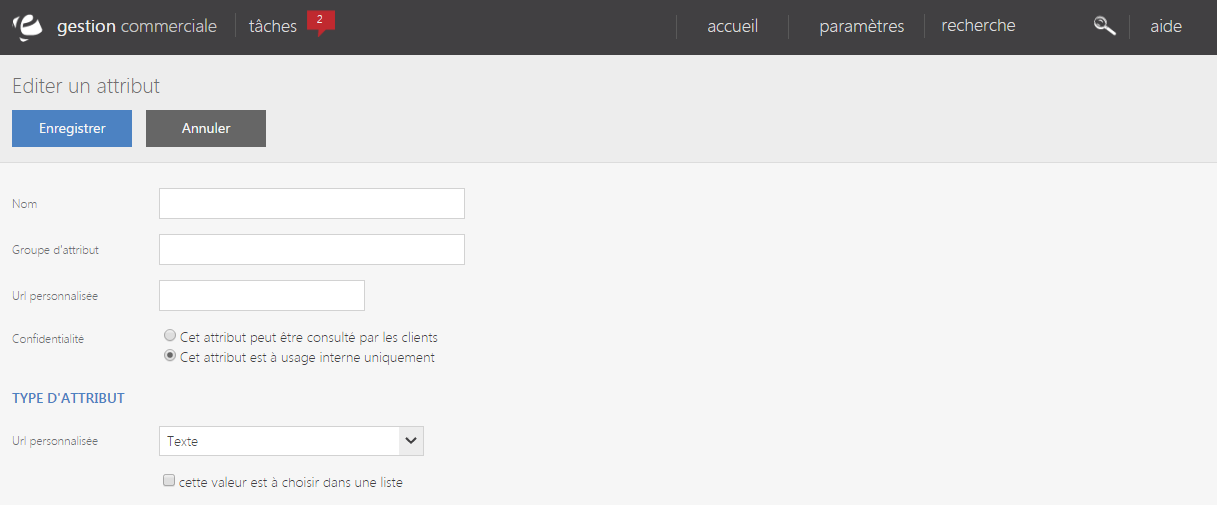 gestion commerciale tâches 2 accueil paramètres recherche aide
Editer un attribut
Enregistrer Annuler
Nom
Groupe d'attribut
Url personnalisée
Confidentialité Cet attribut peut être consulté par les clients
Cet attribut est à usage interne uniquement
TYPE D'ATTRIBUT
Url personnalisée Texte
cette valeur est à choisir dans une liste